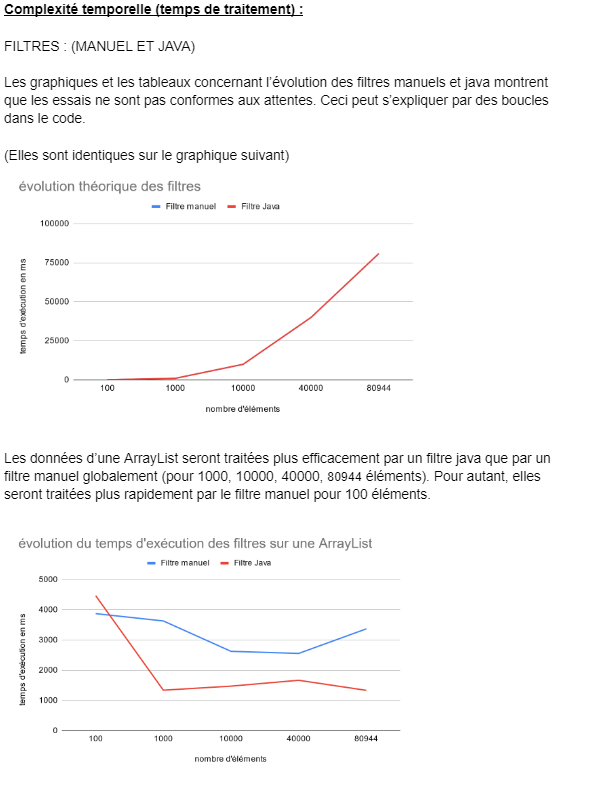 Complexité temporelle (temps de traitement) :
FILTRES : (MANUEL ET JAVA)
Les graphiques et les tableaux concernant l'évolution des filtres manuels et java montrent
que les essais ne sont pas conformes aux attentes. Ceci peut s'expliquer par des boucles
dans le code.
(Elles sont identiques sur le graphique suivant)
évolution théorique des filtres
Filtre manuel Filtre Java
100000
75000
50000
25000
0
temps d'exécution en ms
100 1000 10000 40000 80944
nombre d'éléments
Les données d'une ArrayList seront traitées plus efficacement par un filtre java que par un
filtre manuel globalement (pour 1000, 10000, 40000, 80944 éléments). Pour autant, elles
seront traitées plus rapidement par le filtre manuel pour 100 éléments.
évolution du temps d'exécution des filtres sur une ArrayList
Filtre manuel Filtre Java
5000
4000
3000
2000
1000
0
temps d'exécution en ms
100 1000 10000 40000 80944
nombre d'éléments